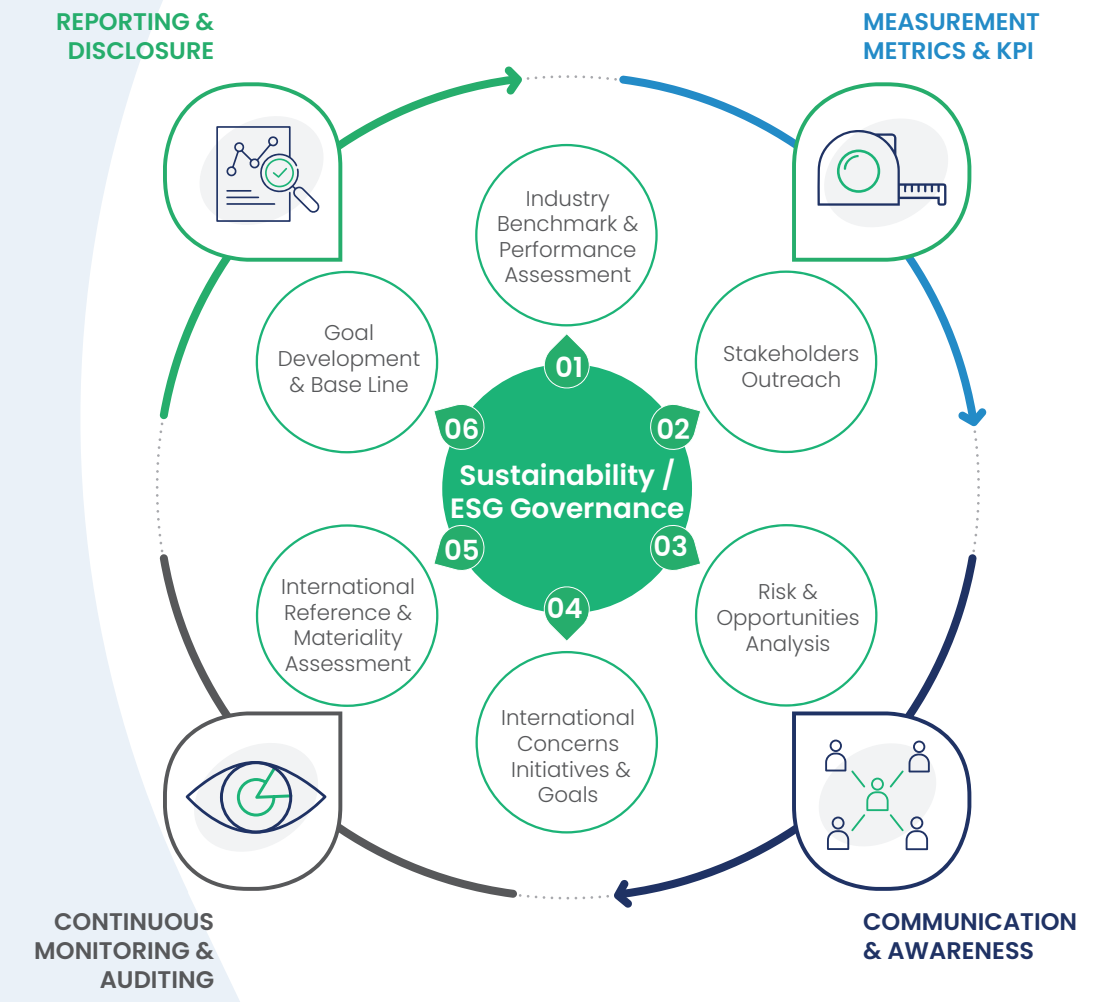 REPORTING &
DISCLOSURE
MEASUREMENT
METRICS & KPI
Industry
Benchmark &
Performance
Assessment
Goal
Development
& Base Line
Stakeholders
Outreach
01
06
02
Sustainability /
ESG Governance
05
03
04
International
Reference &
Materiality
Assessment
Risk &
Opportunities
Analysis
International
Concerns
Initiatives &
Goals
CONTINUOUS
MONITORING &
AUDITING
COMMUNICATION
& AWARENESS